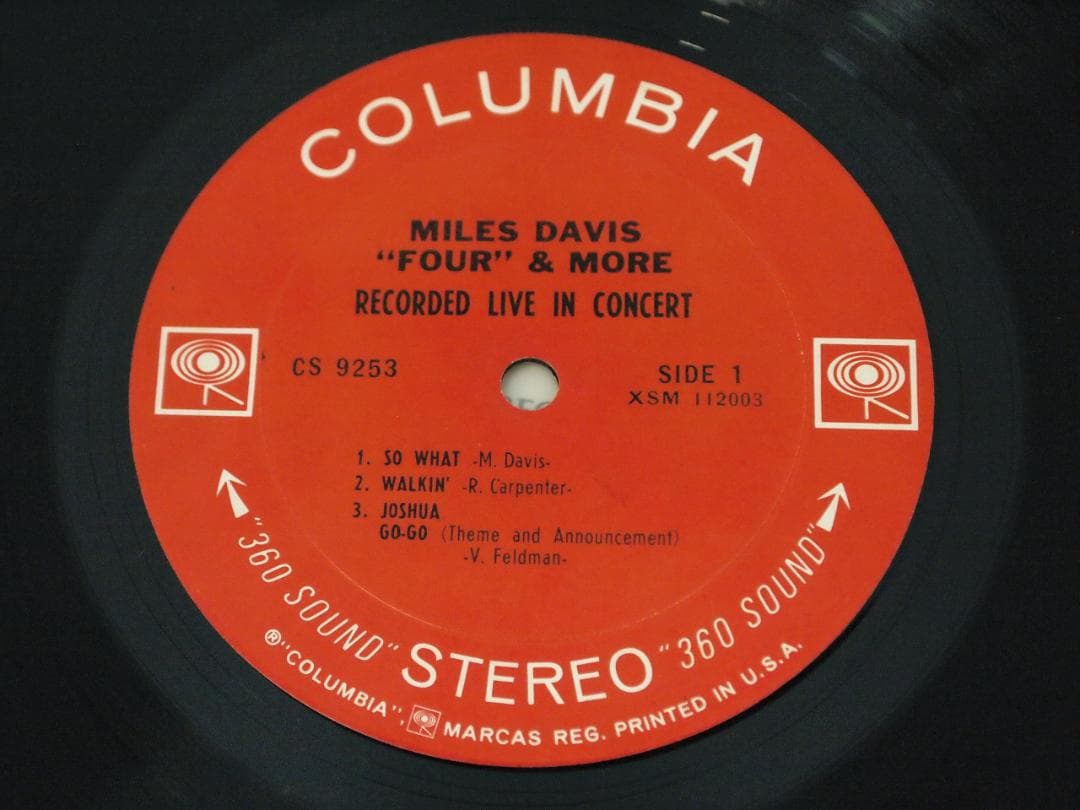 COLUMBIA
MILES DAVIS
"FOUR" & MORE
RECORDED LIVE IN CONCERT
CS 9253
SIDE 1
XSM 112003
1. SO WHAT -M. Davis-
2. WALKIN' -R. Carpenter-
3. JOSHUA
GO-GO (Theme and Announcement)
-V. Feldman-
"360 SOUND" STEREO "360 SOUND"
®"COLUMBIA", MARCAS REG. PRINTED IN U.S.A.